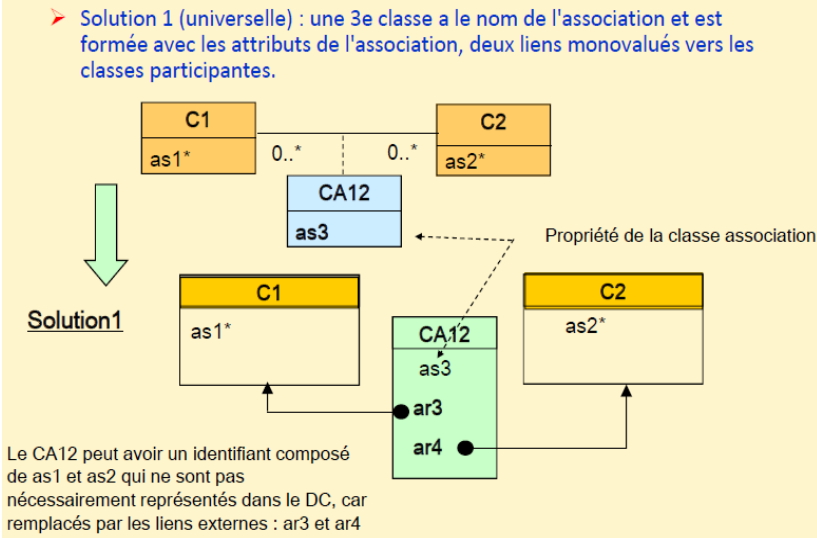 ➢ Solution 1 (universelle) : une 3e classe a le nom de l'association et est
formée avec les attributs de l'association, deux liens monovalués vers les
classes participantes.
C1
C2
as1*
0..*
0..*
as2*
CA12
as3
Propriété de la classe association
C1
C2
Solution1
as1*
CA12
as2*
as3
ar3
ar4
Le CA12 peut avoir un identifiant composé
de as1 et as2 qui ne sont pas
nécessairement représentés dans le DC, car
remplacés par les liens externes : ar3 et ar4